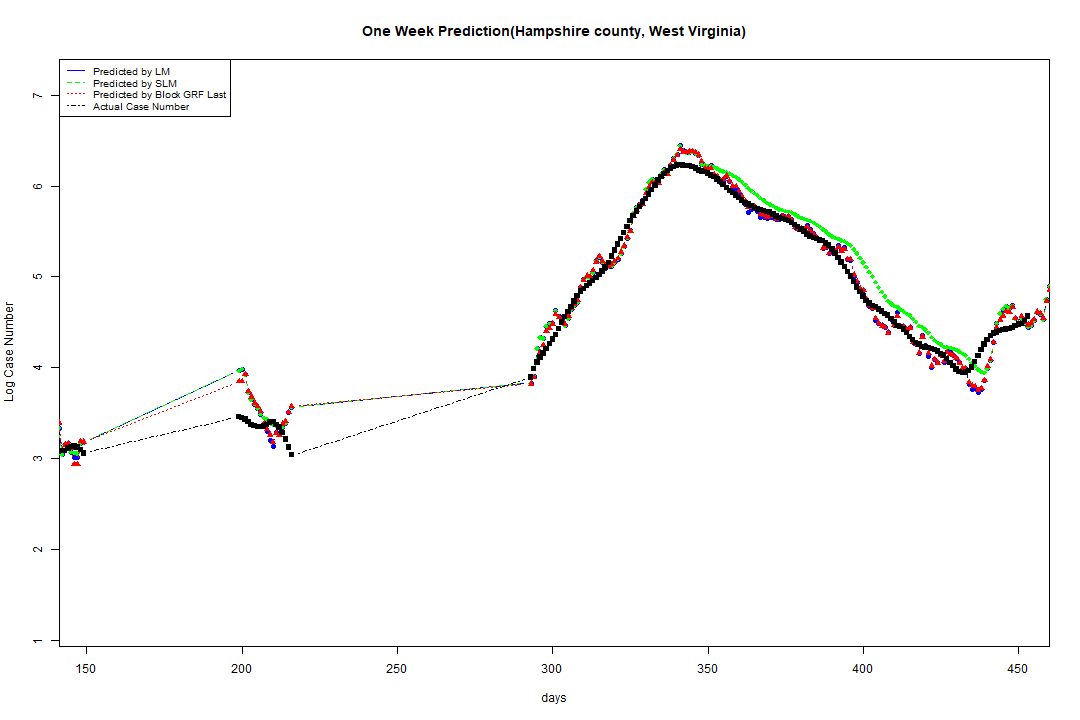 One Week Prediction(Hampshire county, West Virginia)
Predicted by LM
Predicted by SLM
Predicted by Block GRF Last
Actual Case Number
7
6
5
4
3
2
1
Log Case Number
150 200 250 300 350 400 450
days